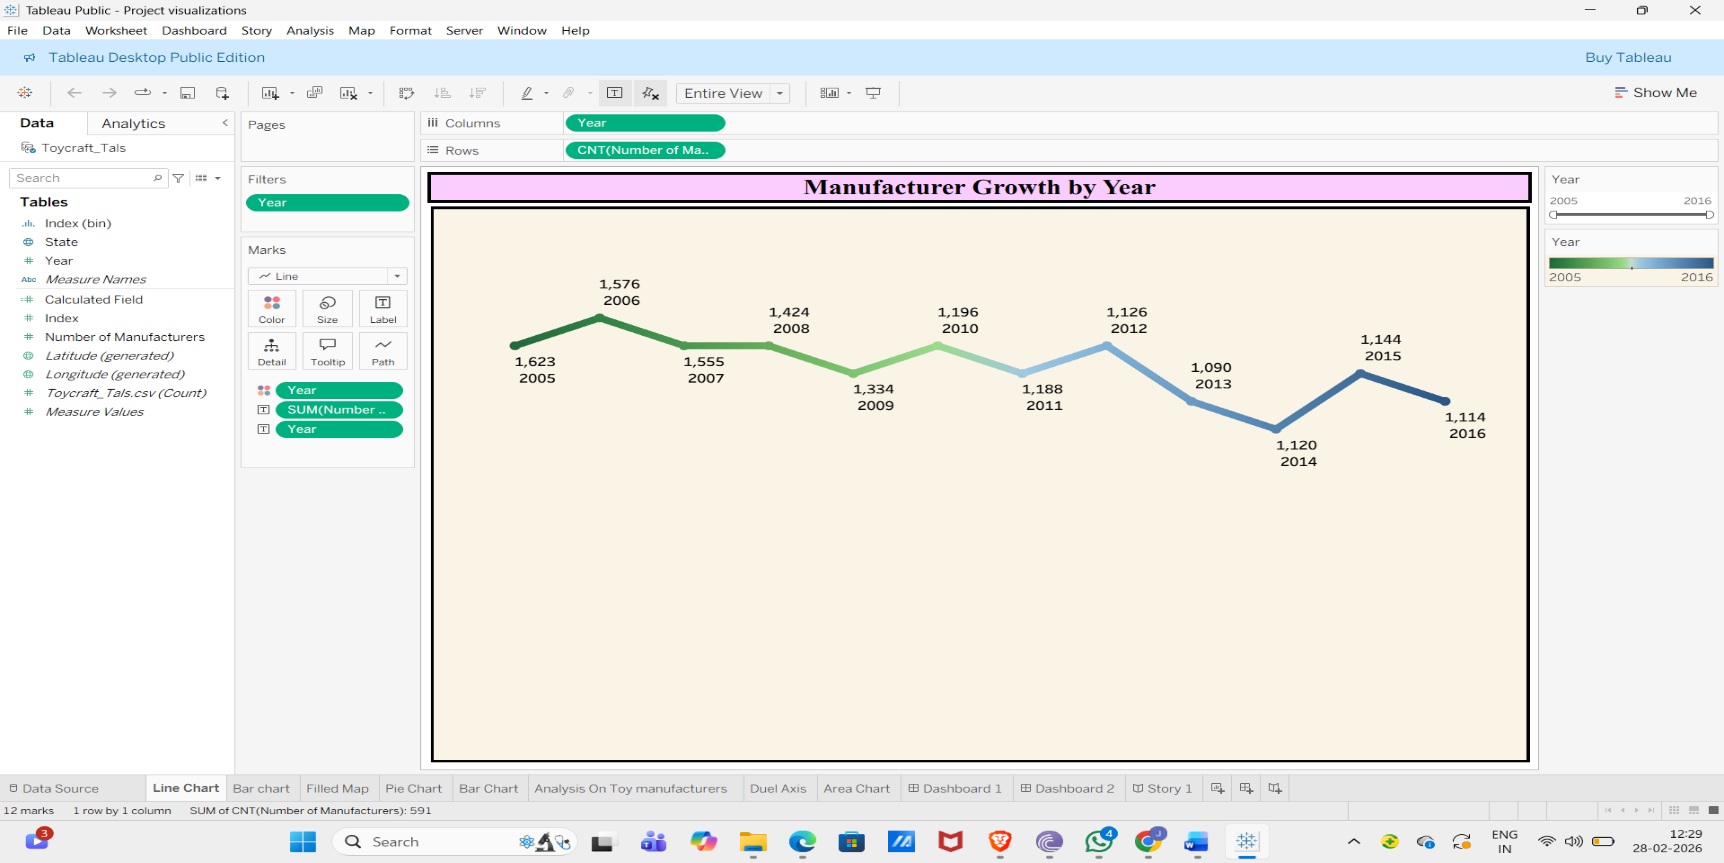 Tableau Public - Project visualizations
File Data Worksheet Dashboard Story Analysis Map Format Server Window Help
Tableau Desktop Public Edition
Buy Tableau
Entire View
Show Me
Data
Analytics
Toycraft_Tals
Search
Tables
Index (bin)
State
Year
Abc Measure Names
Calculated Field
Index
Number of Manufacturers
Latitude (generated)
Longitude (generated)
Toycraft_Tals.csv (Count)
Measure Values
Pages
Filters
Year
Marks
Line
Color Size Label
Detail Tooltip Path
Year
SUM(Number ..
Year
Columns
Year
Rows
CNT(Number of Ma..
Manufacturer Growth by Year
1,623
2005
1,576
2006
1,555
2007
1,424
2008
1,334
2009
1,196
2010
1,188
2011
1,126
2012
1,090
2013
1,120
2014
1,144
2015
1,114
2016
Year
2005 2016
Year
2005 2016
Data Source Line Chart Bar chart Filled Map Pie Chart Bar Chart Analysis On Toy manufacturers Duel Axis Area Chart Dashboard 1 Dashboard 2 Story 1
12 marks 1 row by 1 column SUM of CNT(Number of Manufacturers): 591
3
Search
4
J
ENG
IN
12:29
28-02-2026